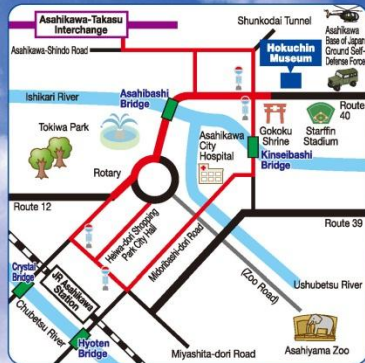 Asahikawa-Takasu
Interchange
Shunkodai Tunnel
Asahikawa-Shindo Road
Hokuchin
Museum
Asahikawa
Base of Japan
Ground Self-
Defense Force
Ishikari River
Asahibashi
Bridge
Route
40
Tokiwa Park
Asahikawa
City
Hospital
Gokoku
Shrine
Starffin
Stadium
Kinseibashi
Bridge
Rotary
Route 12
Heiwa-dori Shopping
Park City Hall
Midoribashi-dori Road
Route 39
Crystal
Bridge
JR Asahikawa
Station
(Zoo Road)
Ushubetsu River
Chubetsu River
Hyoten
Bridge
Miyashita-dori Road
Asahiyama Zoo